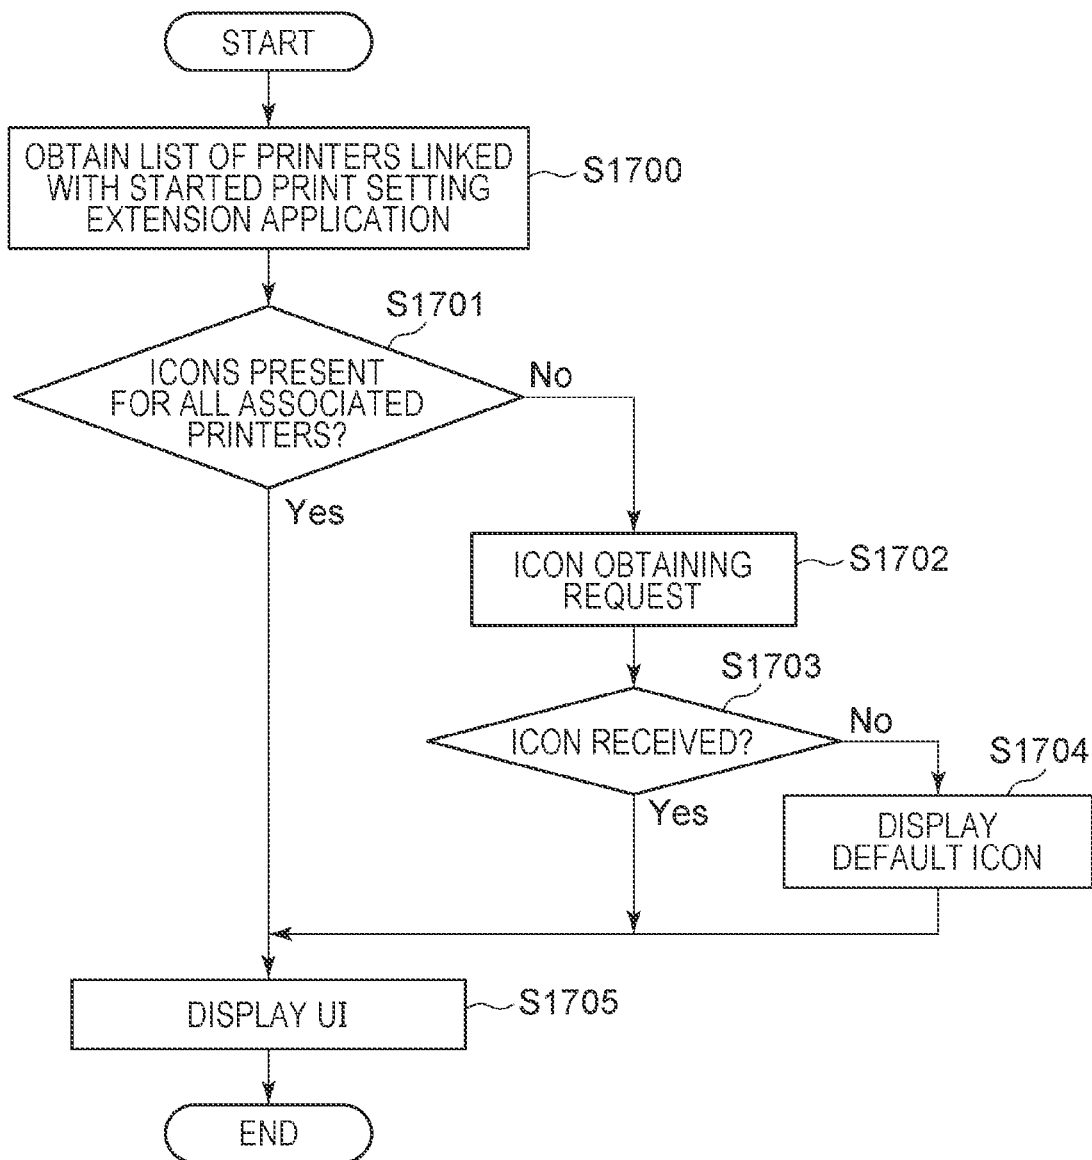 START
OBTAIN LIST OF PRINTERS LINKED
WITH STARTED PRINT SETTING
EXTENSION APPLICATION
S1700
S1701
ICONS PRESENT
FOR ALL ASSOCIATED
PRINTERS?
No
Yes
ICON OBTAINING
REQUEST
S1702
S1703
ICON RECEIVED?
No
Yes
S1704
DISPLAY
DEFAULT ICON
DISPLAY UI
S1705
END